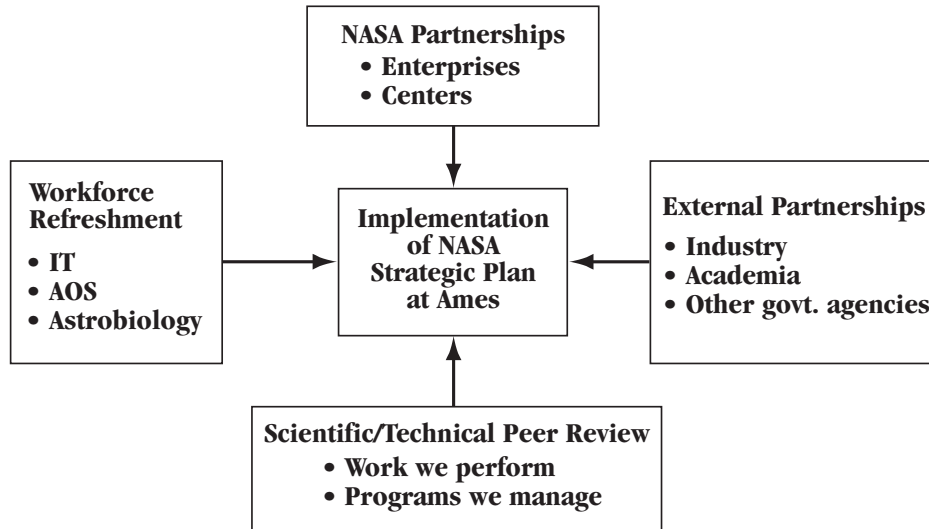 NASA Partnerships
• Enterprises
• Centers
Workforce
Refreshment
• IT
• AOS
• Astrobiology
Implementation
of NASA
Strategic Plan
at Ames
External Partnerships
• Industry
• Academia
• Other govt. agencies
Scientific/Technical Peer Review
• Work we perform
• Programs we manage